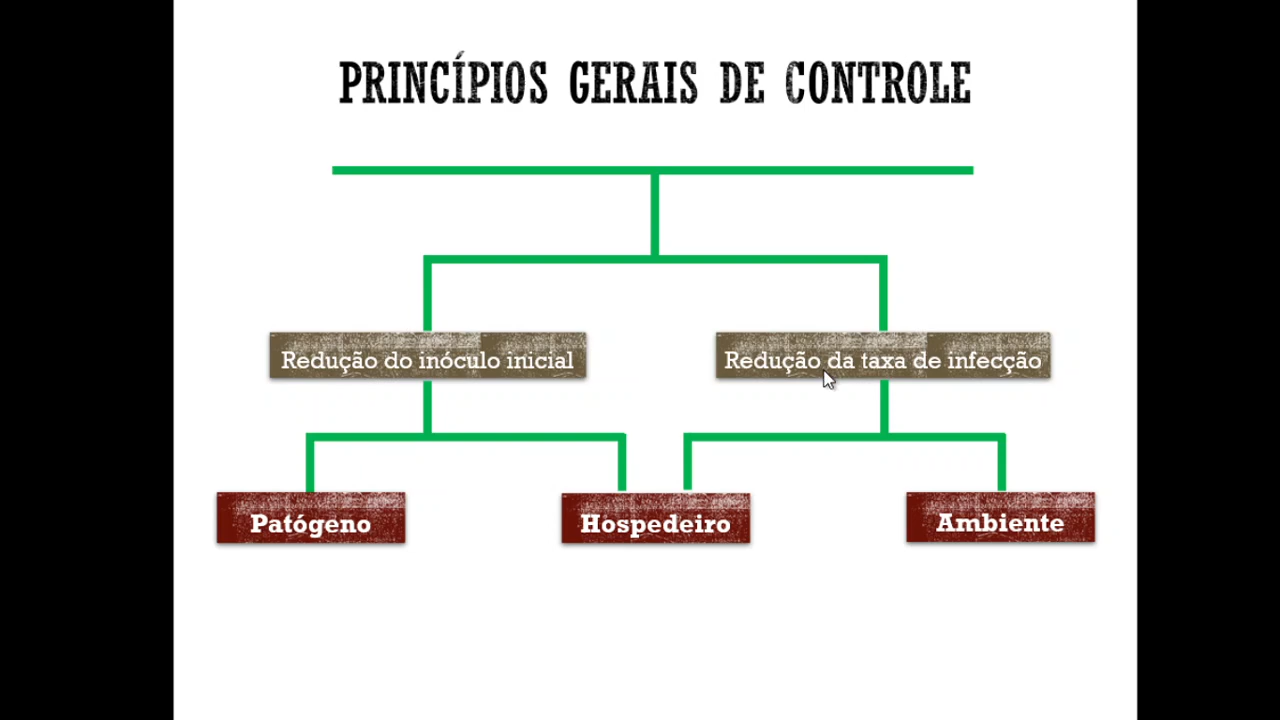 PRINCÍPIOS GERAIS DE CONTROLE
Redução do inóculo inicial
Redução da taxa de infecção
Patógeno
Hospedeiro
Ambiente